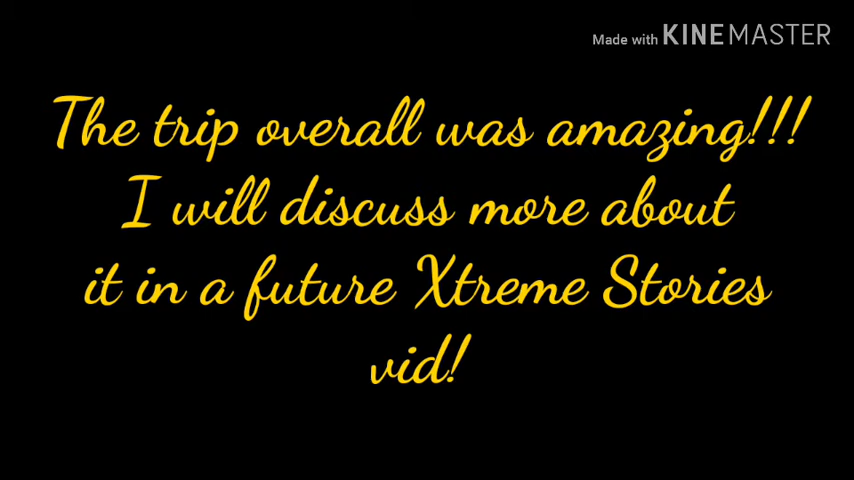 Made with KINEMASTER
The trip overall was amazing!!!
I will discuss more about
it in a future Xtreme Stories
vid!